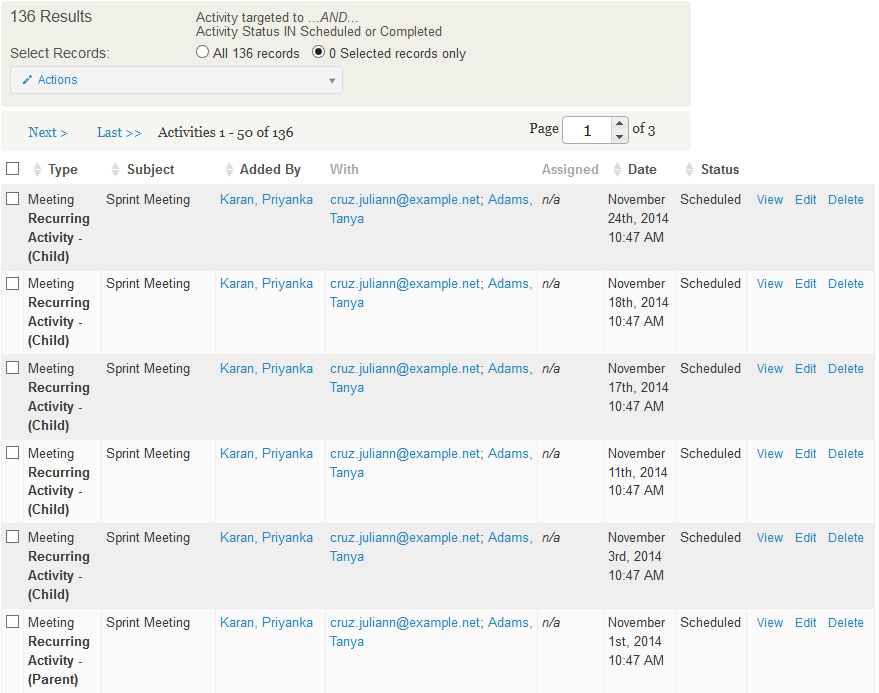 136 Results
Activity targeted to ...AND...
Activity Status IN Scheduled or Completed
Select Records:
All 136 records
0 Selected records only
Actions
Next >
Last >>
Activities 1 - 50 of 136
Page 1 of 3
Type Subject Added By With Assigned Date Status
Meeting Sprint Meeting Karan, Priyanka cruz.juliann@example.net; Adams, n/a November Scheduled View Edit Delete
Recurring Tanya 24th, 2014
Activity - 10:47 AM
(Child)
Meeting Sprint Meeting Karan, Priyanka cruz.juliann@example.net; Adams, n/a November Scheduled View Edit Delete
Recurring Tanya 18th, 2014
Activity - 10:47 AM
(Child)
Meeting Sprint Meeting Karan, Priyanka cruz.juliann@example.net; Adams, n/a November Scheduled View Edit Delete
Recurring Tanya 17th, 2014
Activity - 10:47 AM
(Child)
Meeting Sprint Meeting Karan, Priyanka cruz.juliann@example.net; Adams, n/a November Scheduled View Edit Delete
Recurring Tanya 11th, 2014
Activity - 10:47 AM
(Child)
Meeting Sprint Meeting Karan, Priyanka cruz.juliann@example.net; Adams, n/a November Scheduled View Edit Delete
Recurring Tanya 3rd, 2014
Activity - 10:47 AM
(Child)
Meeting Sprint Meeting Karan, Priyanka cruz.juliann@example.net; Adams, n/a November Scheduled View Edit Delete
Recurring Tanya 1st, 2014
Activity - 10:47 AM
(Parent)